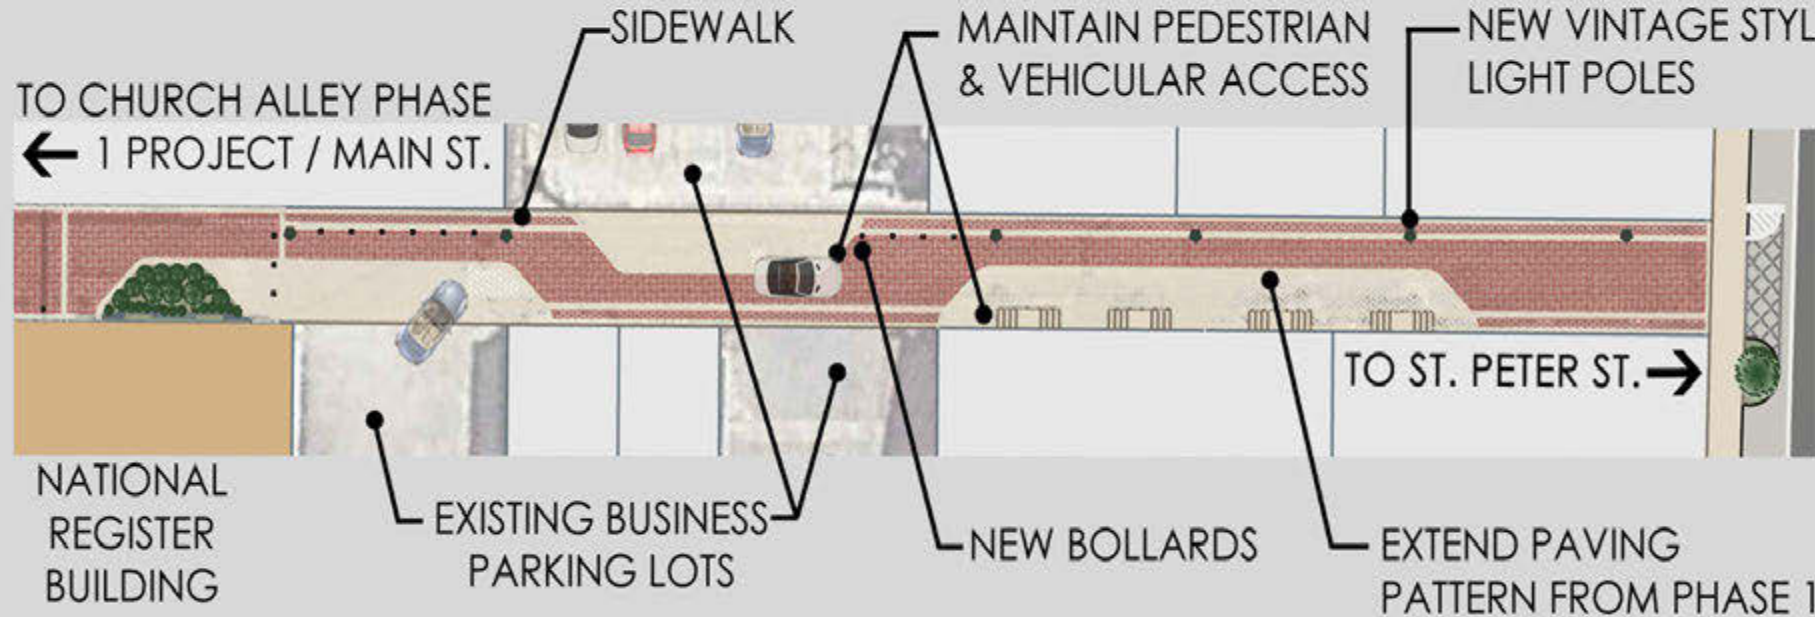 SIDEWALK
MAINTAIN PEDESTRIAN
& VEHICULAR ACCESS
NEW VINTAGE STYL
LIGHT POLES
TO CHURCH ALLEY PHASE
← 1 PROJECT / MAIN ST.
TO ST. PETER ST. →
NATIONAL
REGISTER
BUILDING
EXISTING BUSINESS
PARKING LOTS
NEW BOLLARDS
EXTEND PAVING
PATTERN FROM PHASE 1